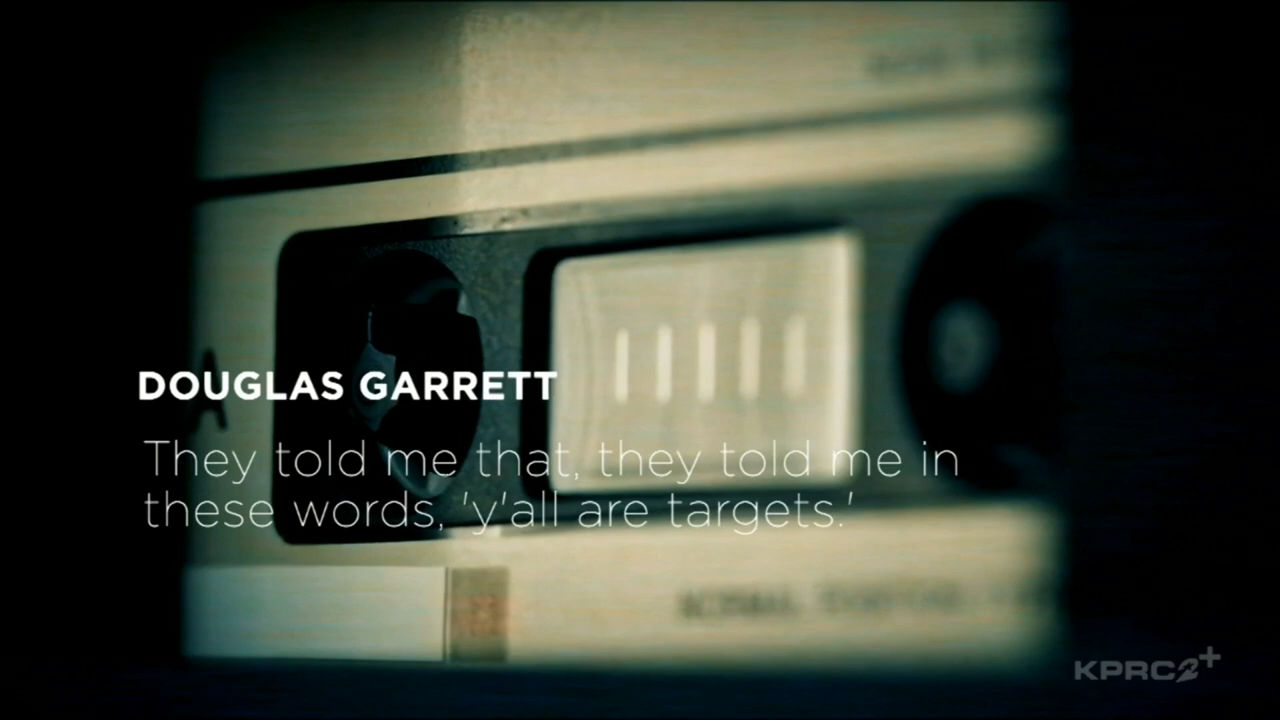 A
DOUGLAS GARRETT
They told me that, they told me in
these words, 'y'all are targets.'
KPRC2+